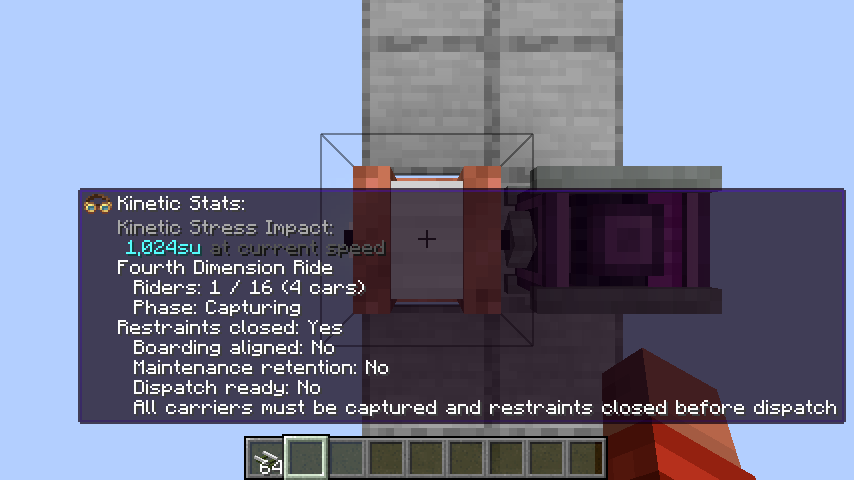 Kinetic Stats:
Kinetic Stress Impact:
1,024su at current speed
Fourth Dimension Ride
Riders: 1 / 16 (4 cars)
Phase: Capturing
Restraints closed: Yes
Boarding aligned: No
Maintenance retention: No
Dispatch ready: No
All carriers must be captured and restraints closed before dispatch
64